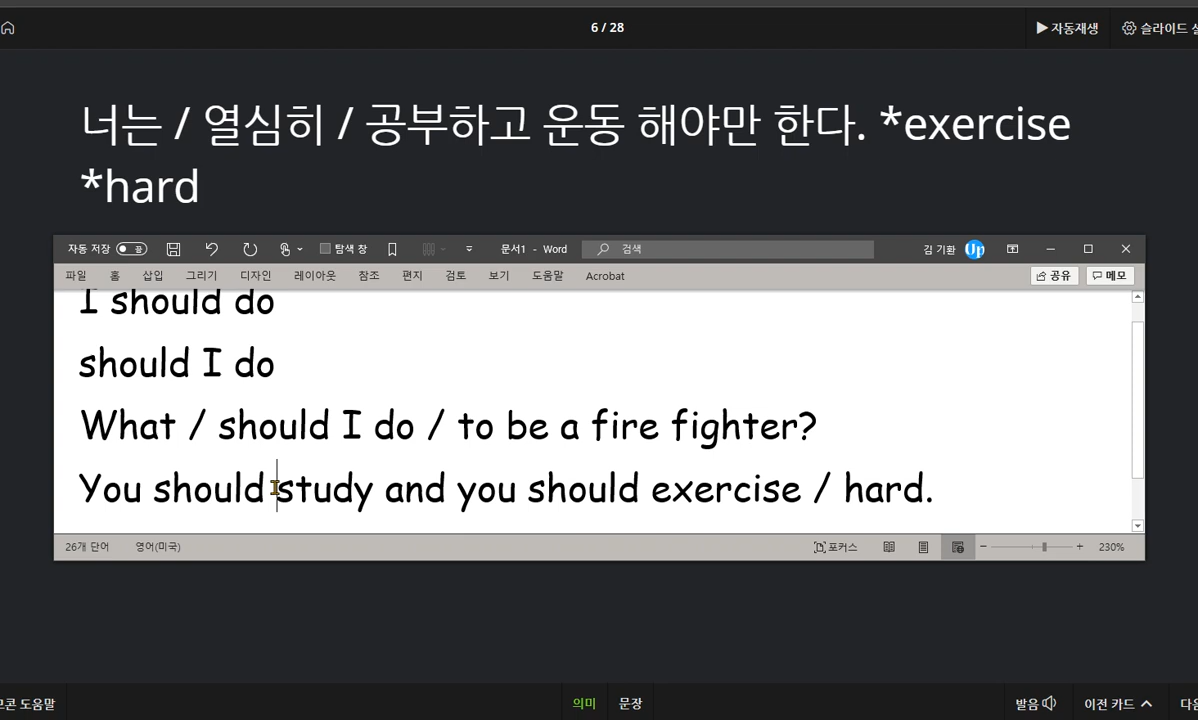 6 / 28
자동재생
슬라이드
너는 / 열심히 / 공부하고 운동 해야만 한다. *exercise
*hard
자동 저장 끔
탐색 창
문서1 - Word
검색
김 기환
파일 홈 삽입 그리기 디자인 레이아웃 참조 편지 검토 보기 도움말 Acrobat
공유
메모
I should do
should I do
What / should I do / to be a fire fighter?
You should study and you should exercise / hard.
26개 단어
영어(미국)
포커스
230%
도움말
의미
문장
발음
이전 카드